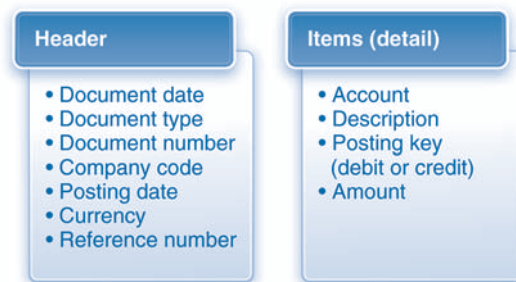 Header
• Document date
• Document type
• Document number
• Company code
• Posting date
• Currency
• Reference number
Items (detail)
• Account
• Description
• Posting key
(debit or credit)
• Amount